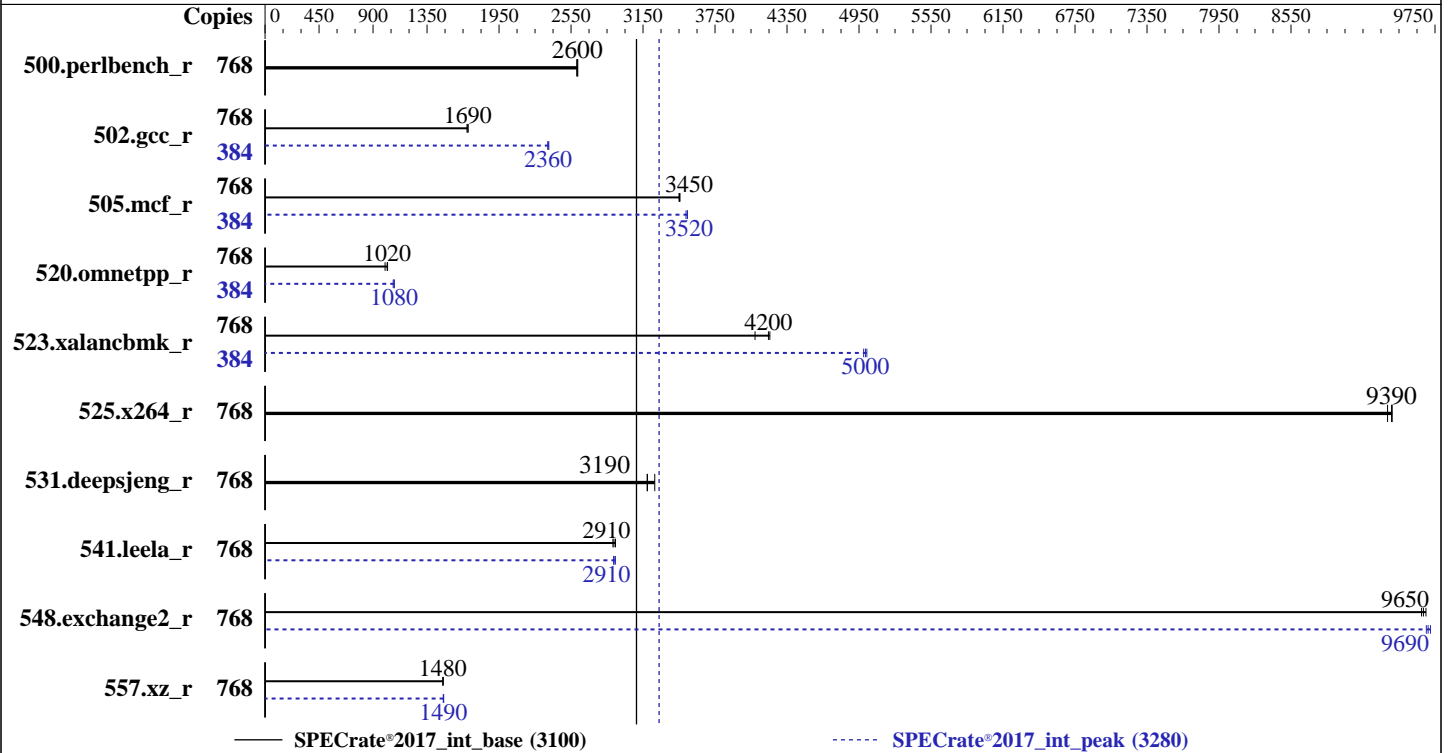 Copies 0 450 900 1350 1950 2550 3150 3750 4350 4950 5550 6150 6750 7350 7950 8550 9750
500.perlbench_r 768 2600
502.gcc_r 768 1690
384 2360
505.mcf_r 768 3450
384 3520
520.omnetpp_r 768 1020
384 1080
523.xalancbmk_r 768 4200
384 5000
525.x264_r 768 9390
531.deepsjeng_r 768 3190
541.leela_r 768 2910
2910
548.exchange2_r 768 9650
9690
557.xz_r 768 1480
1490
SPECrate®2017_int_base (3100) SPECrate®2017_int_peak (3280)